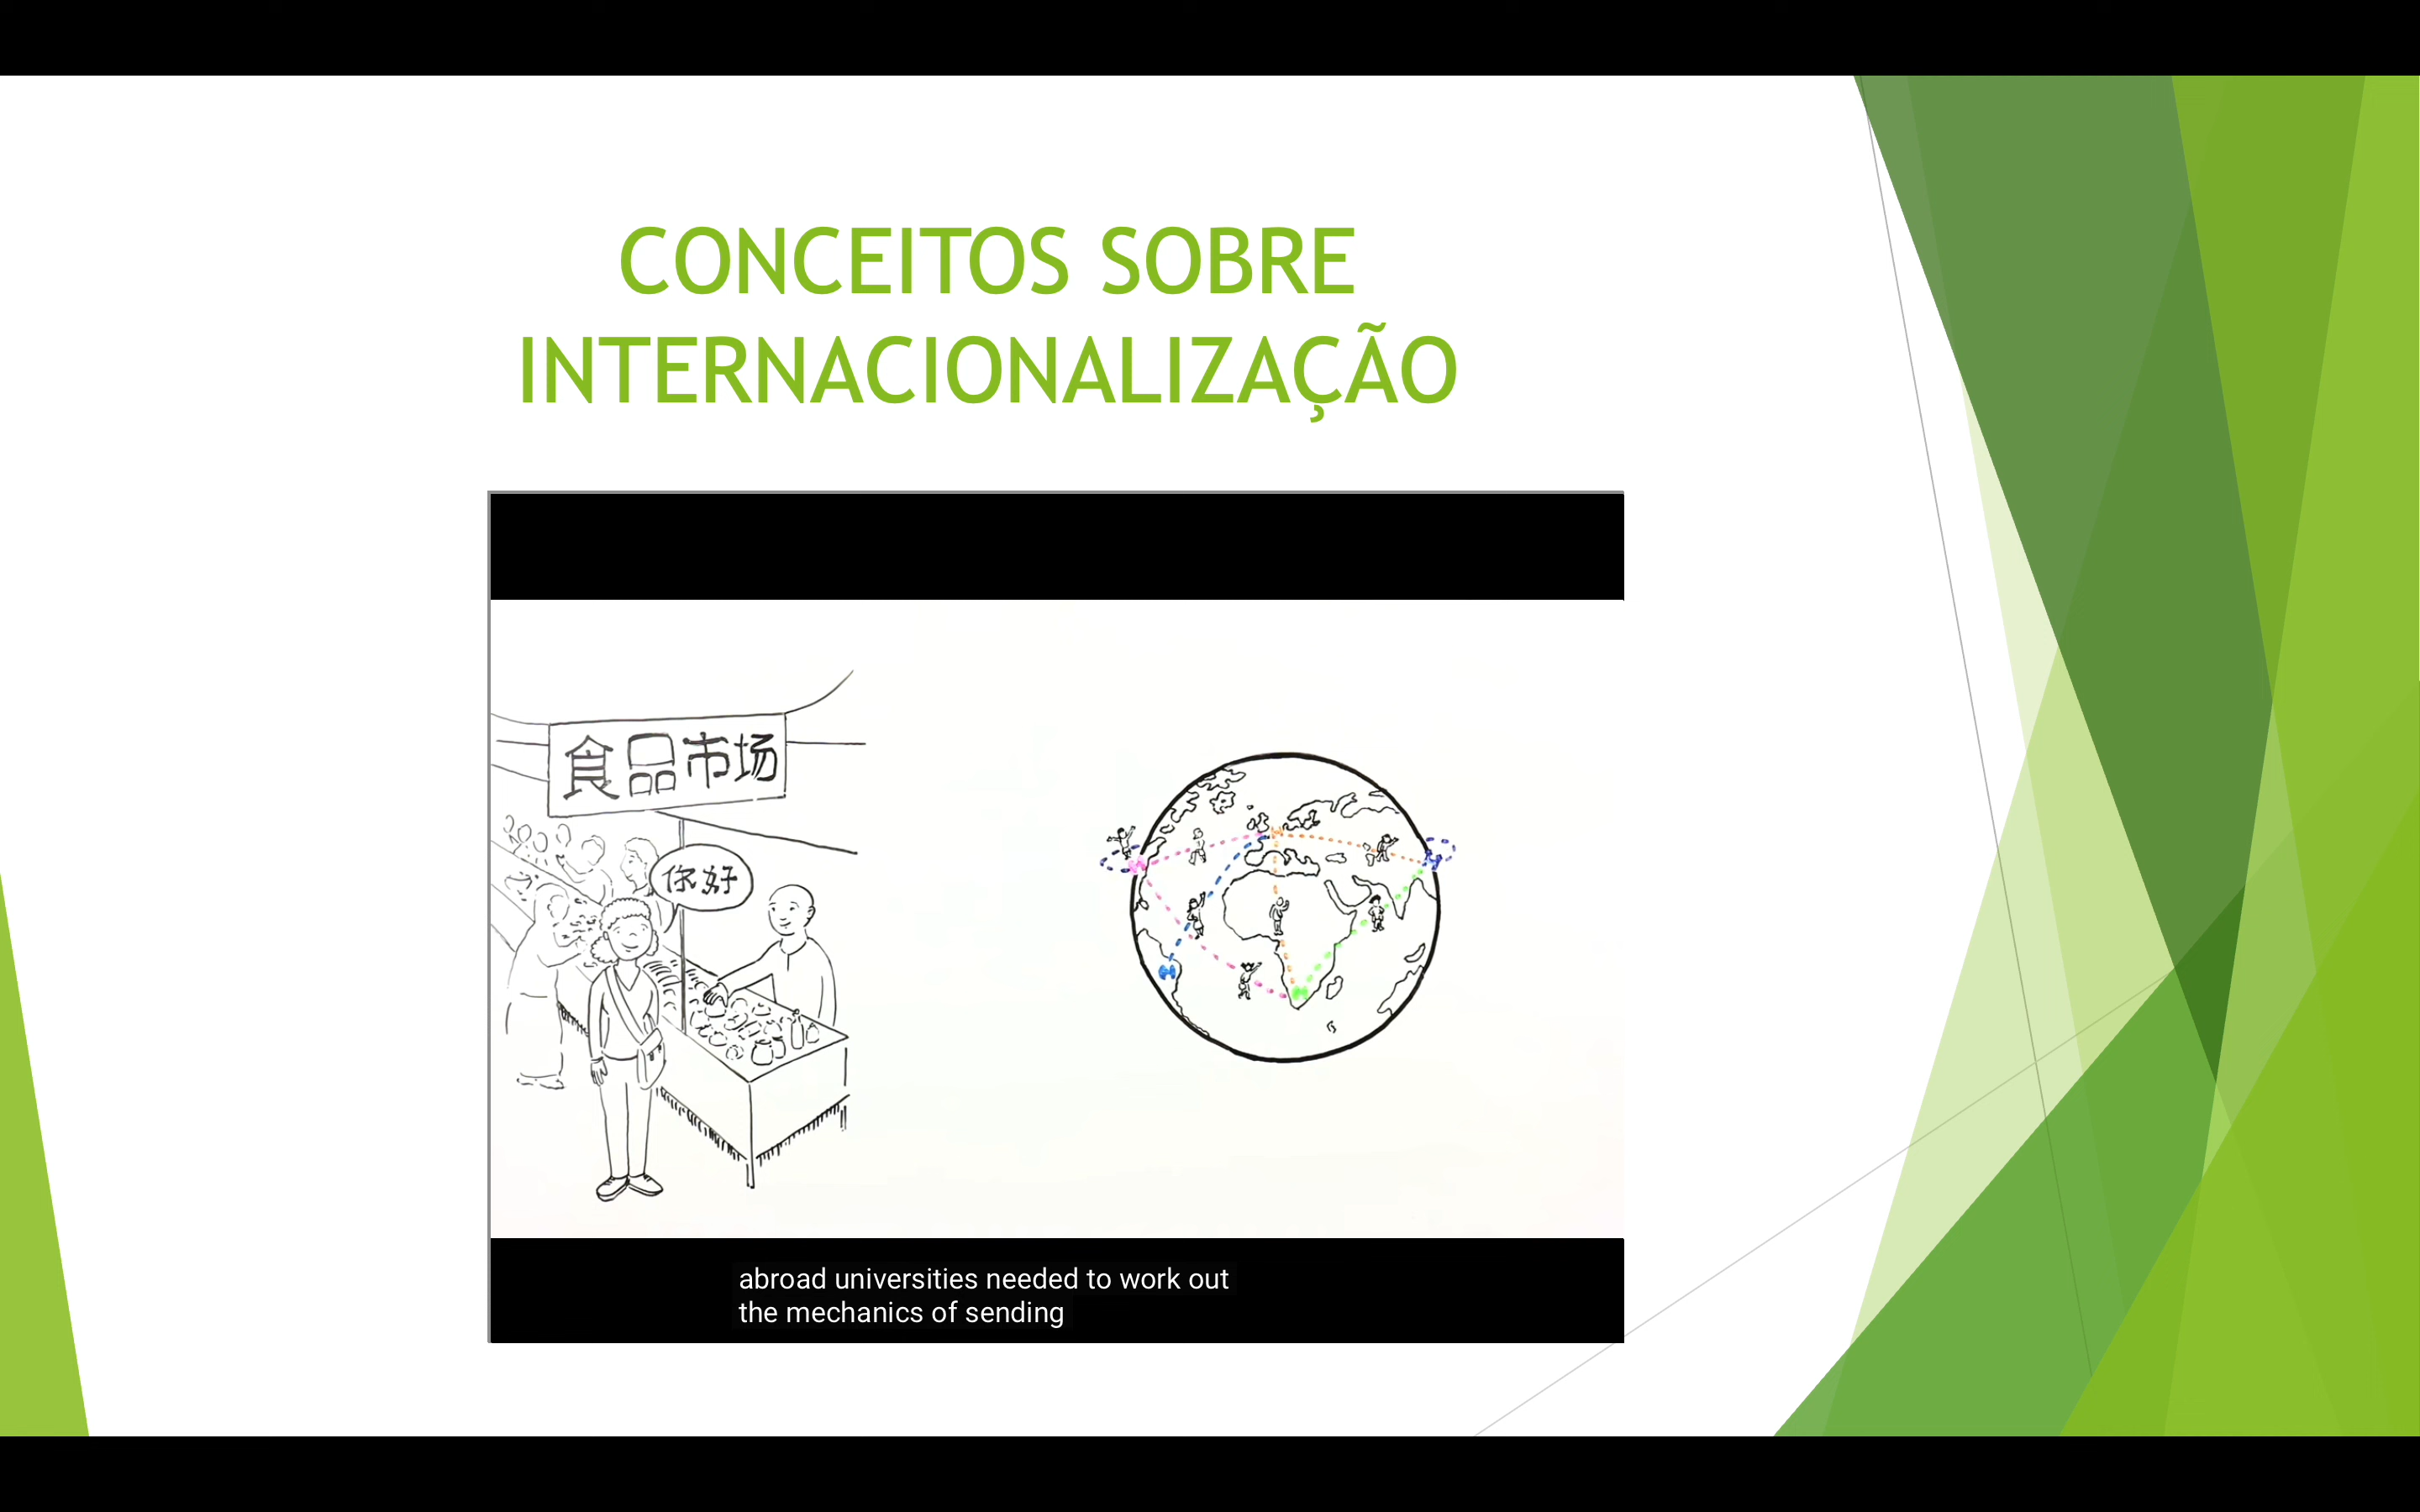 CONCEITOS SOBRE
INTERNACIONALIZAÇÃO
食品市场
你好
abroad universities needed to work out
the mechanics of sending